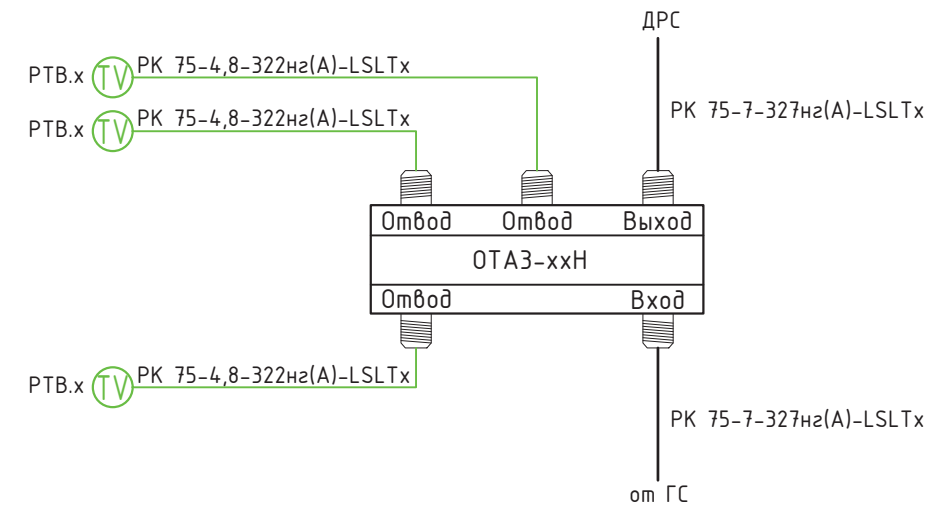 ДРС
РТВ.х TV РК 75-4,8-322нг(А)-LSLTx
РТВ.х TV РК 75-4,8-322нг(А)-LSLTx
РК 75-7-327нг(А)-LSLTx
Отвод Отвод Выход
ОТА3-ххН
Отвод Вход
РТВ.х TV РК 75-4,8-322нг(А)-LSLTx
РК 75-7-327нг(А)-LSLTx
от ГС